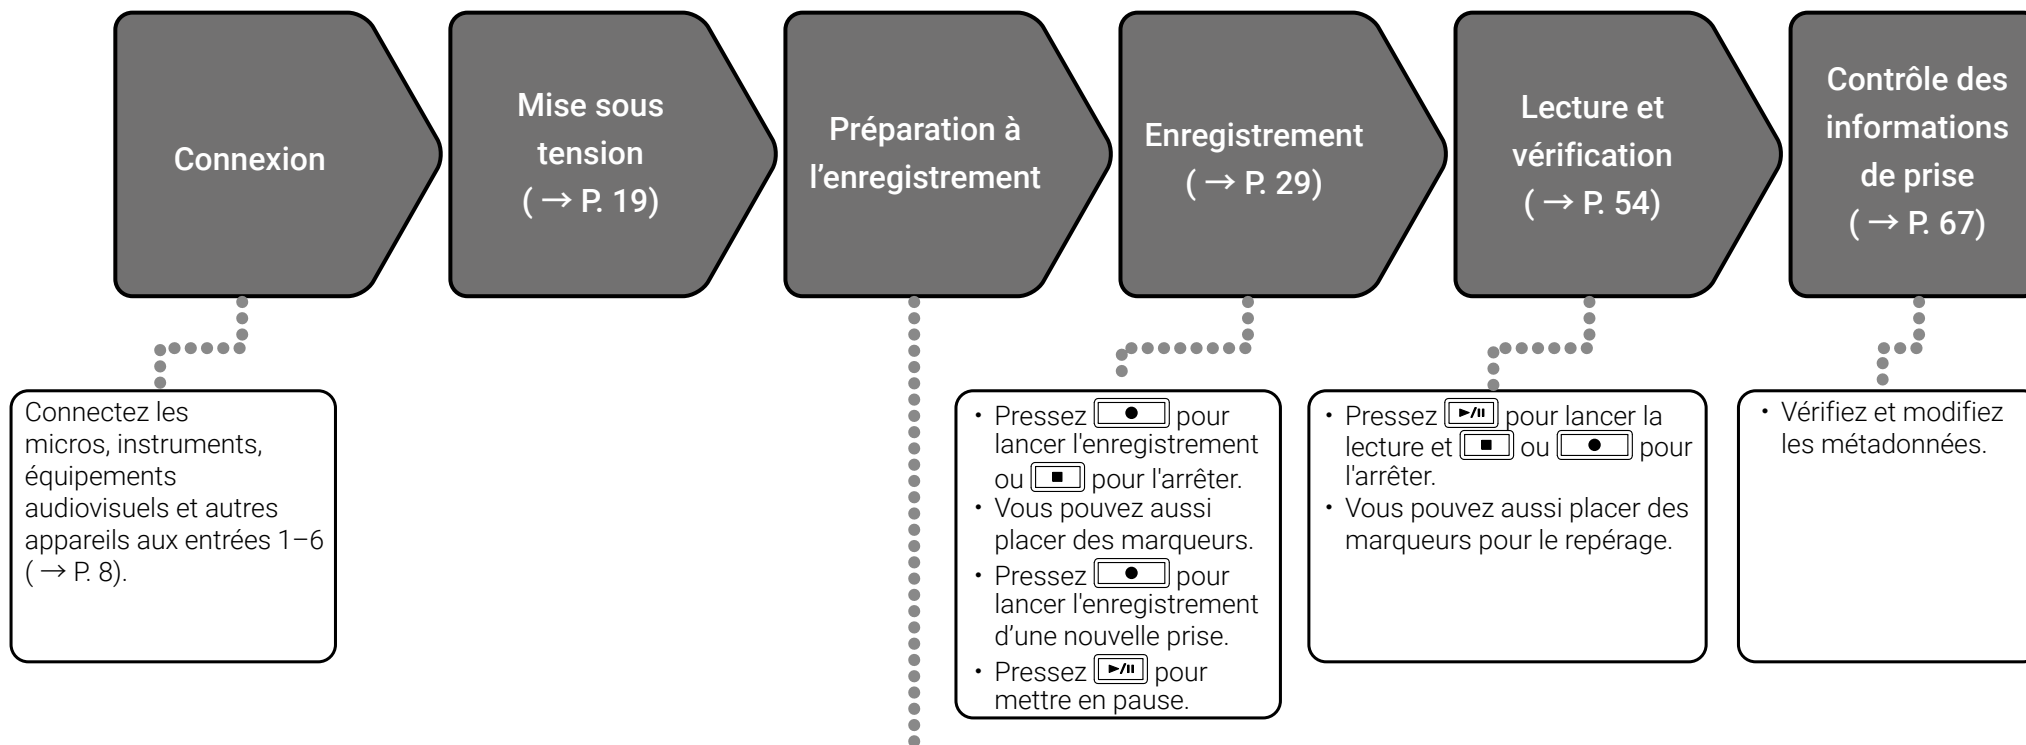 Connexion
Mise sous
tension
( → P. 19)
Préparation à
l’enregistrement
Enregistrement
( → P. 29)
Lecture et
vérification
( → P. 54)
Contrôle des
informations
de prise
( → P. 67)
Connectez les
micros, instruments,
équipements
audiovisuels et autres
appareils aux entrées 1–6
( → P. 8).
• Pressez pour
lancer l'enregistrement
ou pour l'arrêter.
• Vous pouvez aussi
placer des marqueurs.
• Pressez pour
lancer l'enregistrement
d’une nouvelle prise.
• Pressez pour
mettre en pause.
• Pressez pour lancer la
lecture et ou pour
l'arrêter.
• Vous pouvez aussi placer des
marqueurs pour le repérage.
• Vérifiez et modifiez
les métadonnées.